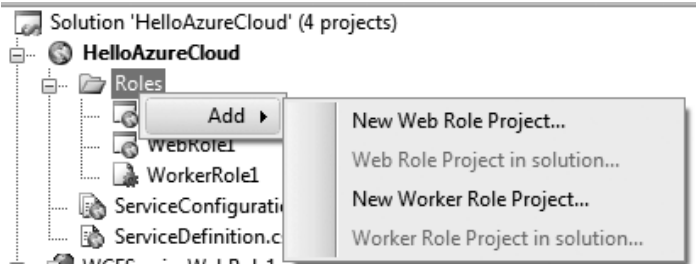 Solution 'HelloAzureCloud' (4 projects)
HelloAzureCloud
Roles
Add
New Web Role Project...
WebRole1
Web Role Project in solution...
WorkerRole1
New Worker Role Project...
ServiceConfigurati
ServiceDefinition.c
Worker Role Project in solution...